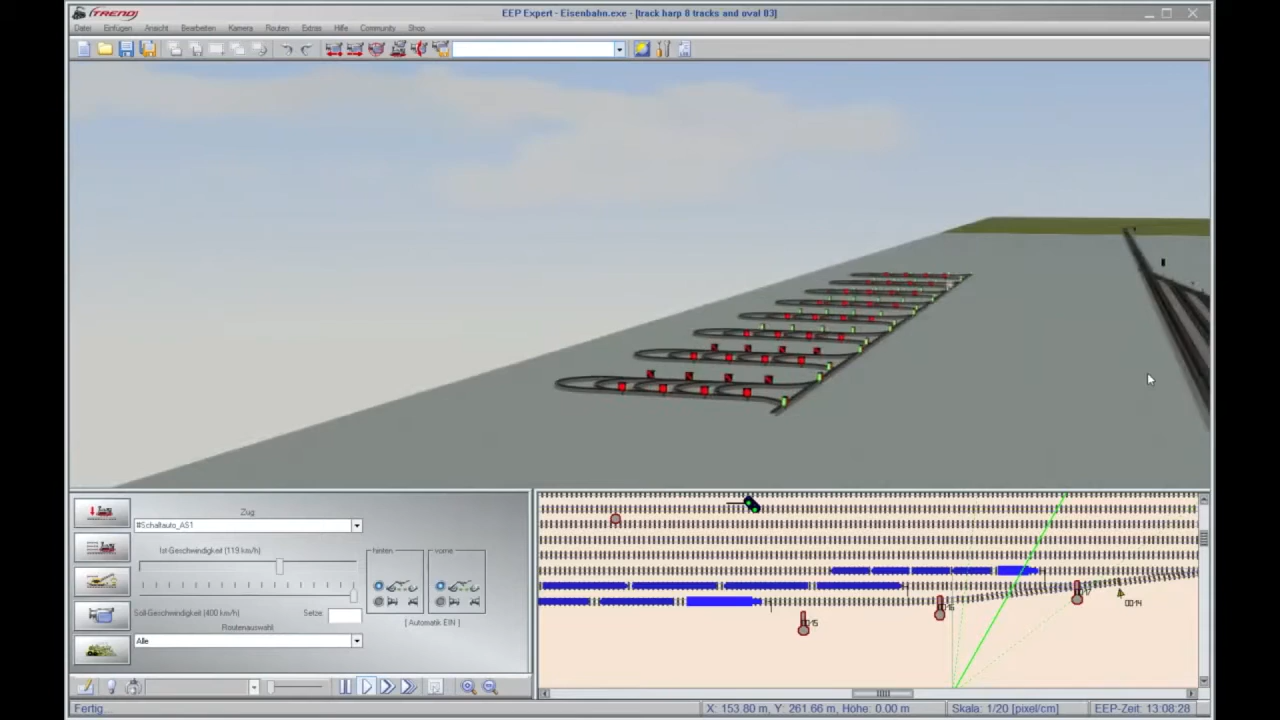 TREND
EEP Expert - Eisenbahn.exe - [track harp 8 tracks and oval 03]
Datei Einfügen Ansicht Bearbeiten Kamera Routen Extras Hilfe Community Shop
Zug:
#Schaltauto_AS1
Ist-Geschwindigkeit (119 km/h)
hinten
vorne
Soll-Geschwindigkeit (400 km/h)
Setze:
[ Automatik EIN ]
Routenauswahl
Alle
0015
0014
Fertig...
X: 153.80 m, Y: 261.66 m, Höhe: 0.00 m
Skala: 1/20 [pixel/cm]
EEP-Zeit: 13:08:28